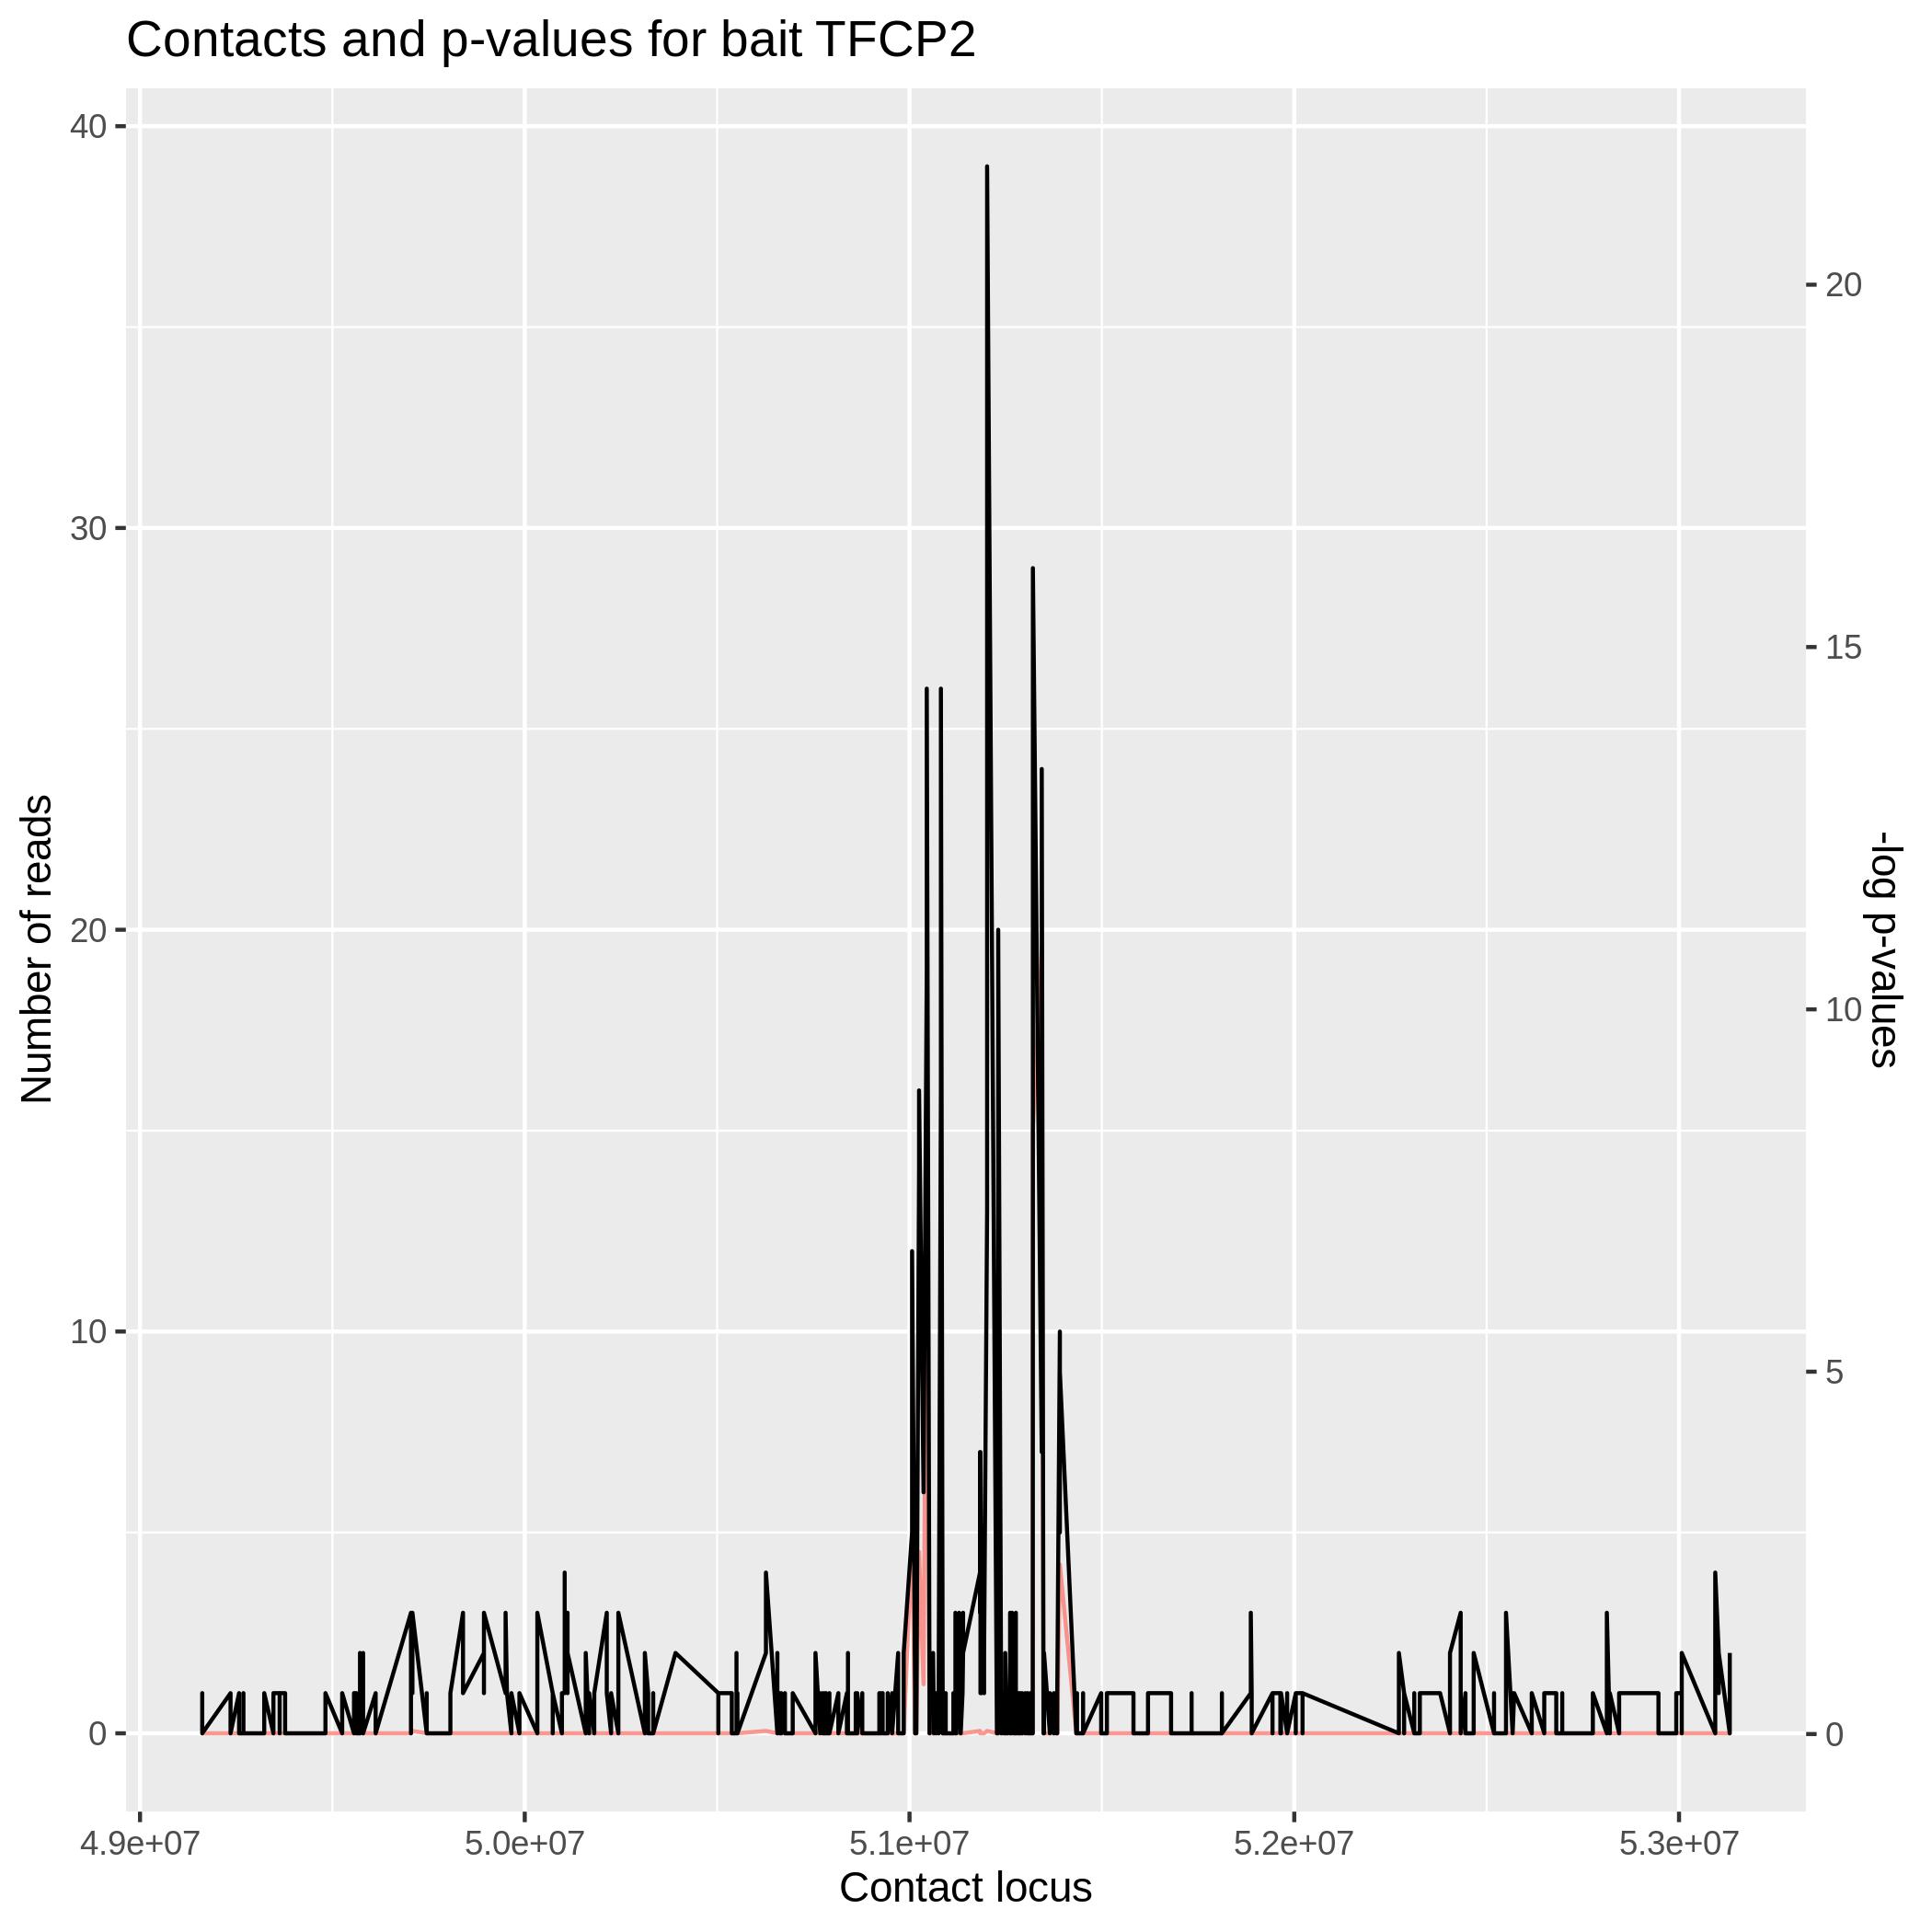 Contacts and p-values for bait TFCP2
40
30
20
10
0
Number of reads
20
15
10
5
0
-log p-values
4.9e+07 5.0e+07 5.1e+07 5.2e+07 5.3e+07
Contact locus